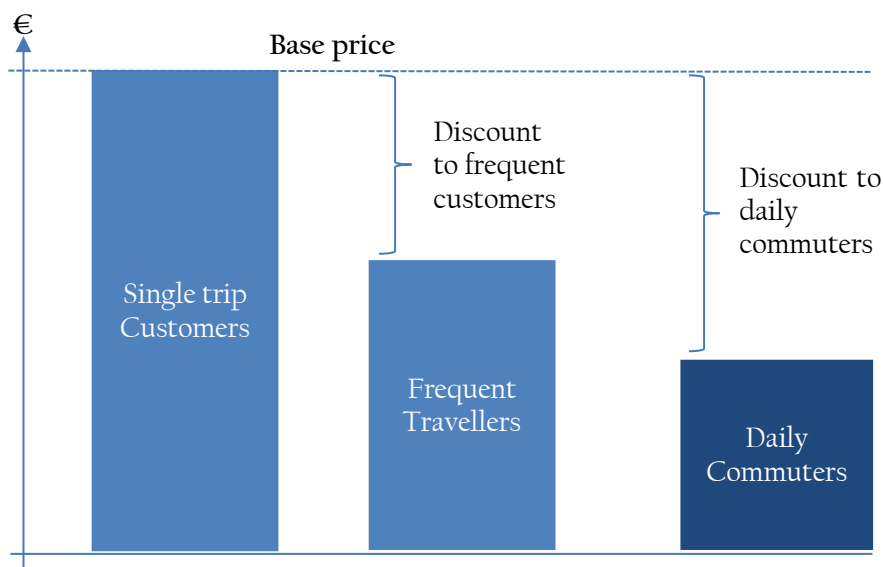 €
Base price
Discount
to frequent
customers
Discount to
daily
commuters
Single trip
Customers
Frequent
Travellers
Daily
Commuters